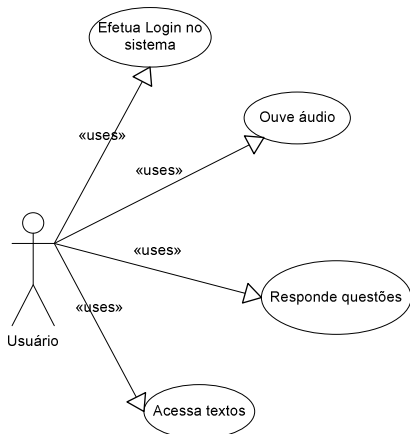 Efetua Login no
sistema
«uses»
Ouve áudio
«uses»
«uses»
Responde questões
«uses»
Usuário
Acessa textos